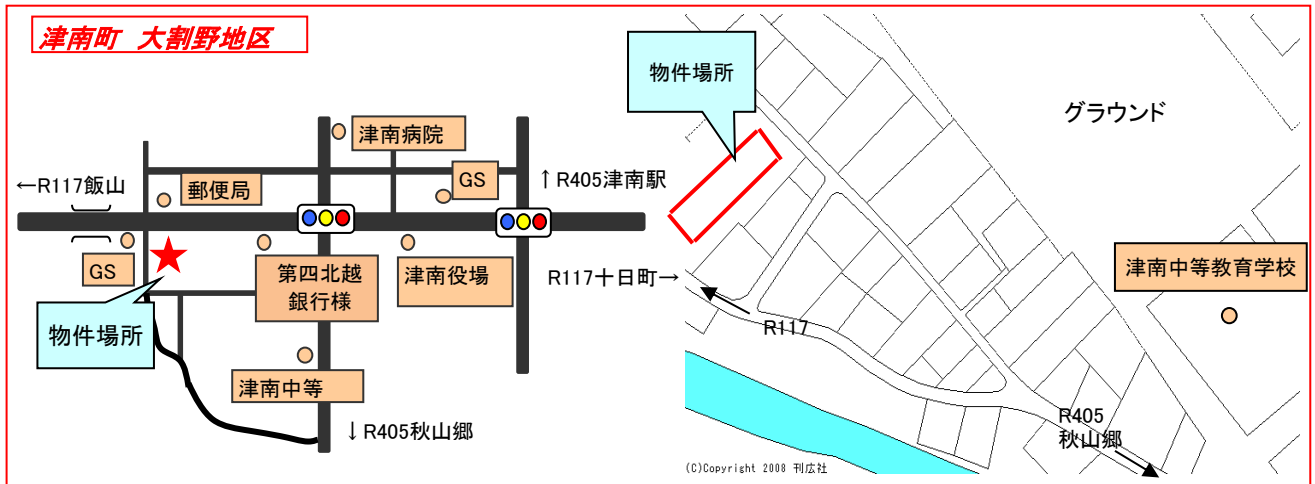 津南町 大割野地区
津南病院
GS
↑R405津南駅
←R117飯山
郵便局
GS
第四北越
銀行様
津南役場
R117十日町→
物件場所
津南中等
↓R405秋山郷
物件場所
グラウンド
津南中等教育学校
R117
R405
秋山郷
(C)Copyright 2008 刊広社